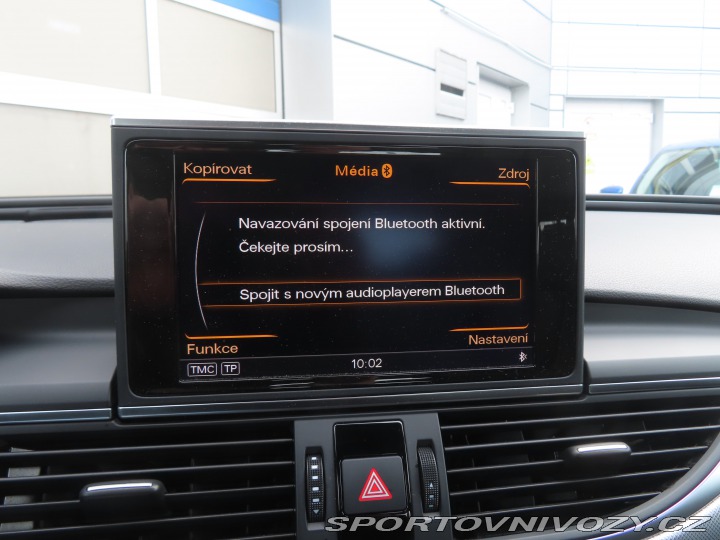 Kopírovat
Média
Zdroj
Navazování spojení Bluetooth aktivní.
Čekejte prosím...
Spojit s novým audioplayerem Bluetooth
Funkce
Nastavení
TMC TP
10:02
SPORTOVNIVOZY.CZ